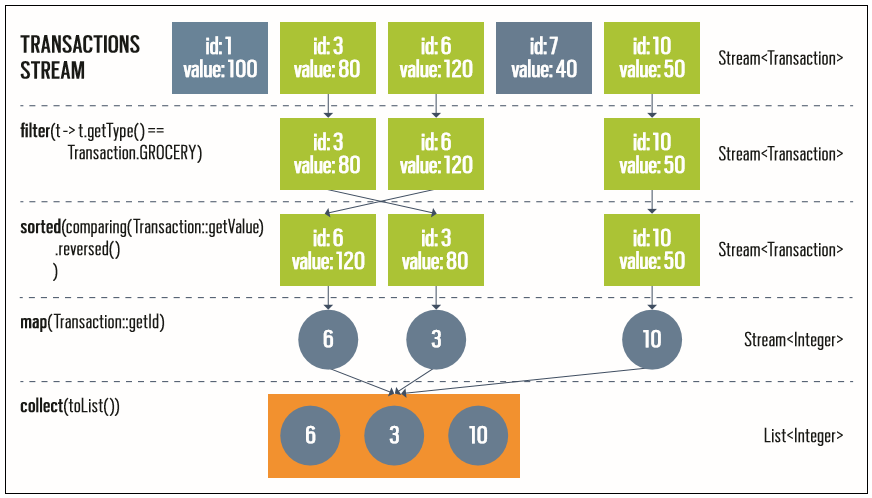 TRANSACTIONS
STREAM
id: 1
value: 100
id: 3
value: 80
id: 6
value: 120
id: 7
value: 40
id: 10
value: 50
Stream<Transaction>
filter(t -> t.getType() ==
Transaction.GROCERY)
id: 3
value: 80
id: 6
value: 120
id: 10
value: 50
Stream<Transaction>
sorted(comparing(Transaction::getValue)
.reversed()
)
id: 6
value: 120
id: 3
value: 80
id: 10
value: 50
Stream<Transaction>
map(Transaction::getId)
6
3
10
Stream<Integer>
collect(toList())
6
3
10
List<Integer>